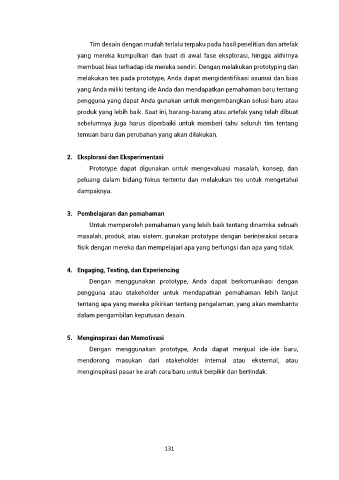 Tim desain dengan mudah terlalu terpaku pada hasil penelitian dan artefak
yang mereka kumpulkan dan buat di awal fase eksplorasi, hingga akhirnya
membuat bias terhadap ide mereka sendiri. Dengan melakukan prototyping dan
melakukan tes pada prototype, Anda dapat mengidentifikasi asumsi dan bias
yang Anda miliki tentang ide Anda dan mendapatkan pemahaman baru tentang
pengguna yang dapat Anda gunakan untuk mengembangkan solusi baru atau
produk yang lebih baik. Saat ini, barang-barang atau artefak yang telah dibuat
sebelumnya juga harus diperbaiki untuk memberi tahu seluruh tim tentang
temuan baru dan perubahan yang akan dilakukan.
2. Eksplorasi dan Eksperimentasi
Prototype dapat digunakan untuk mengevaluasi masalah, konsep, dan
peluang dalam bidang fokus tertentu dan melakukan tes untuk mengetahui
dampaknya.
3. Pembelajaran dan pemahaman
Untuk memperoleh pemahaman yang lebih baik tentang dinamika sebuah
masalah, produk, atau sistem, gunakan prototype dengan berinteraksi secara
fisik dengan mereka dan mempelajari apa yang berfungsi dan apa yang tidak.
4. Engaging, Testing, dan Experiencing
Dengan menggunakan prototype, Anda dapat berkomunikasi dengan
pengguna atau stakeholder untuk mendapatkan pemahaman lebih lanjut
tentang apa yang mereka pikirkan tentang pengalaman, yang akan membantu
dalam pengambilan keputusan desain.
5. Menginspirasi dan Memotivasi
Dengan menggunakan prototype, Anda dapat menjual ide-ide baru,
mendorong masukan dari stakeholder internal atau eksternal, atau
menginspirasi pasar ke arah cara baru untuk berpikir dan bertindak.
131